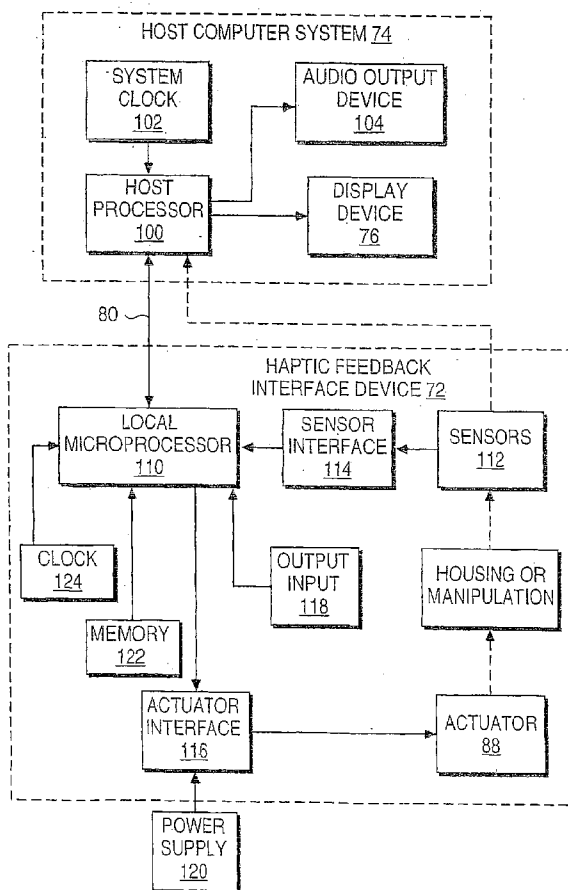 HOST COMPUTER SYSTEM 74
SYSTEM
CLOCK
102
AUDIO OUTPUT
DEVICE
104
HOST
PROCESSOR
100
DISPLAY
DEVICE
76
80
HAPTIC FEEDBACK
INTERFACE DEVICE 72
LOCAL
MICROPROCESSOR
110
SENSOR
INTERFACE
114
SENSORS
112
CLOCK
124
OUTPUT
INPUT
118
HOUSING OR
MANIPULATION
MEMORY
122
ACTUATOR
INTERFACE
116
ACTUATOR
88
POWER
SUPPLY
120